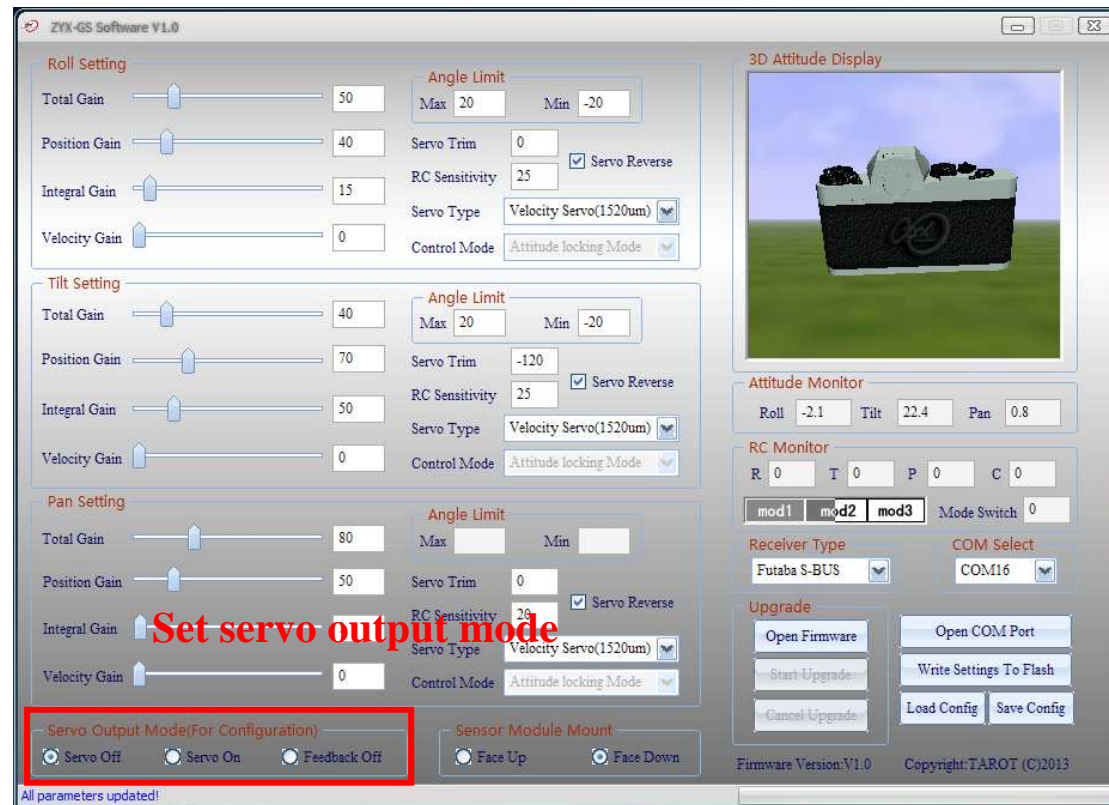 ZYX-GS Software V1.0
Roll Setting
Total Gain 50
Position Gain 40
Integral Gain 15
Velocity Gain 0
Angle Limit
Max 20 Min -20
Servo Trim 0
Servo Reverse
RC Sensitivity 25
Servo Type Velocity Servo(1520um)
Control Mode Attitude locking Mode
Tilt Setting
Total Gain 40
Position Gain 70
Integral Gain 50
Velocity Gain 0
Angle Limit
Max 20 Min -20
Servo Trim -120
Servo Reverse
RC Sensitivity 25
Servo Type Velocity Servo(1520um)
Control Mode Attitude locking Mode
Pan Setting
Total Gain 80
Position Gain 50
Integral Gain
Velocity Gain 0
Angle Limit
Max Min
Servo Trim 0
Servo Reverse
RC Sensitivity 20
Servo Type Velocity Servo(1520um)
Control Mode Attitude locking Mode
Set servo output mode
Servo Output Mode(For Configuration)
Servo Off Servo On Feedback Off
Sensor Module Mount
Face Up Face Down
3D Attitude Display
Attitude Monitor
Roll -2.1 Tilt 22.4 Pan 0.8
RC Monitor
R 0 T 0 P 0 C 0
mod1 mod2 mod3 Mode Switch 0
Receiver Type
Futaba S-BUS
COM Select
COM16
Upgrade
Open Firmware
Start Upgrade
Cancel Upgrade
Open COM Port
Write Settings To Flash
Load Config Save Config
Firmware Version:V1.0 Copyright:TAROT (C)2013
All parameters updated!